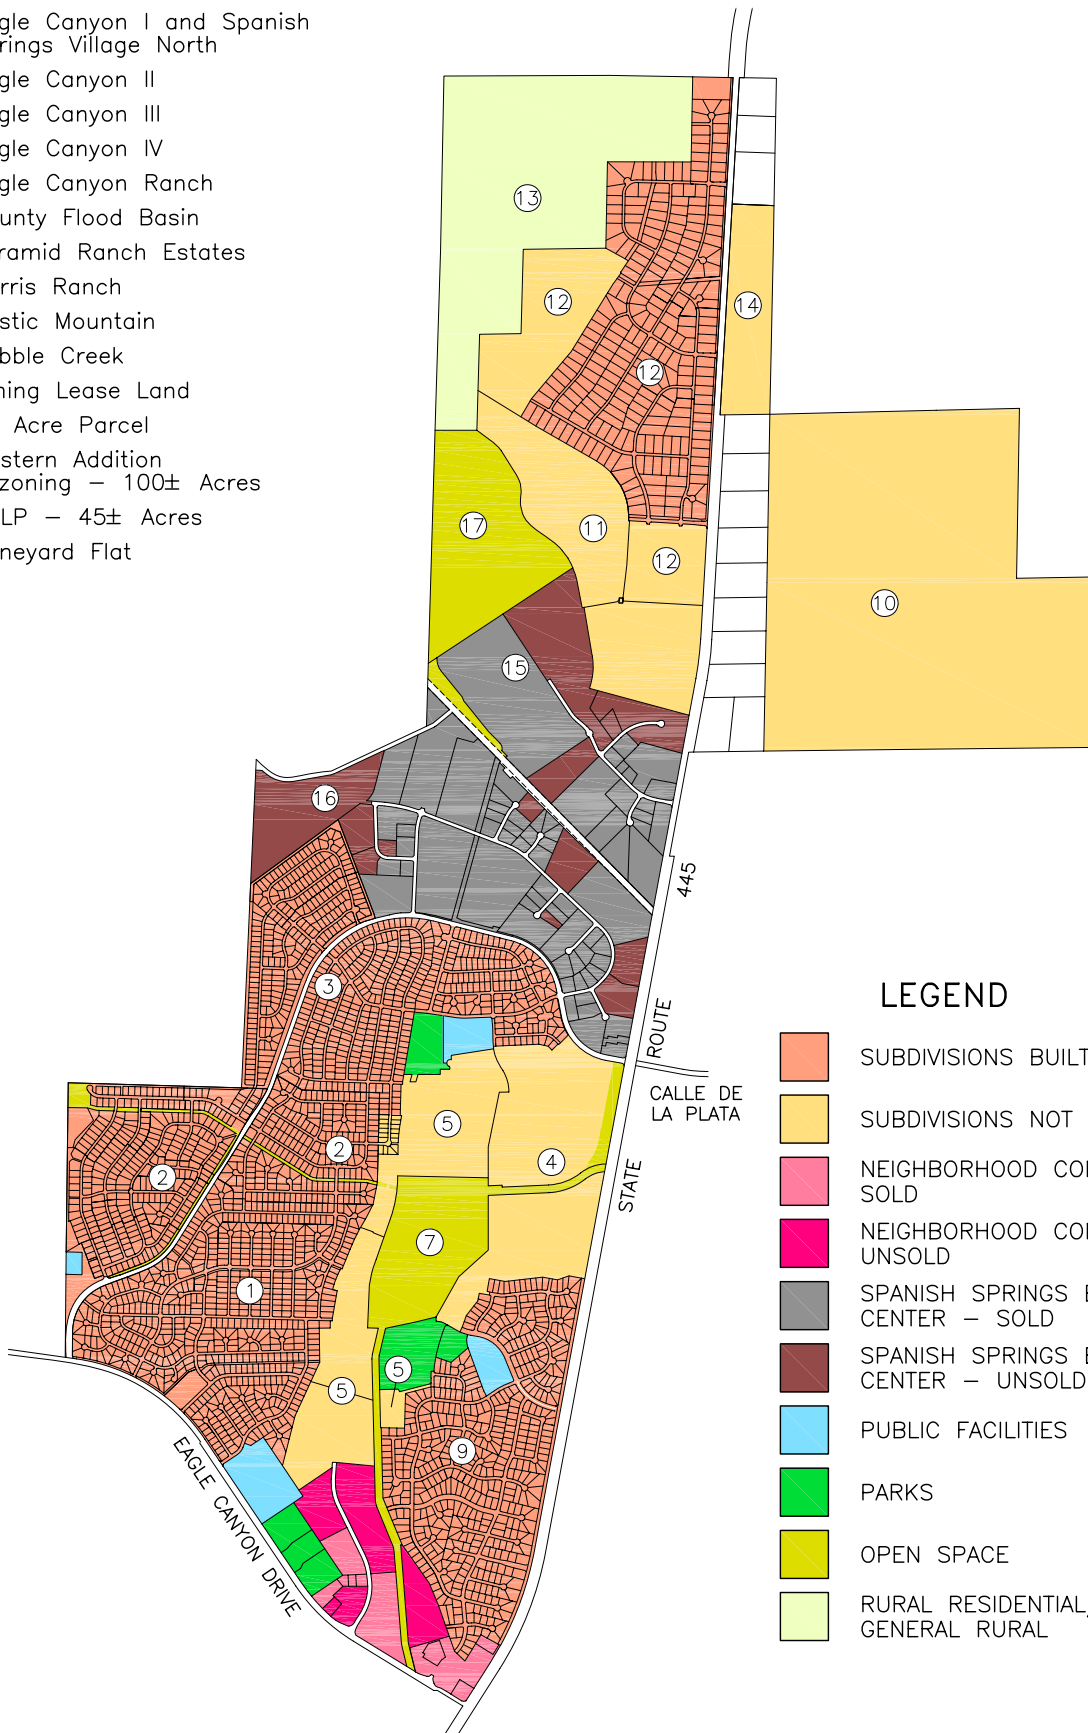 gle Canyon I and Spanish
rings Village North
gle Canyon II
gle Canyon III
gle Canyon IV
gle Canyon Ranch
unty Flood Basin
ramid Ranch Estates
rris Ranch
stic Mountain
bble Creek
ning Lease Land
Acre Parcel
stern Addition
zoning – 100± Acres
LP – 45± Acres
neyard Flat
13
12
14
12
17
11
12
10
15
16
445
3
ROUTE
CALLE DE
LA PLATA
5
2
4
2
STATE
7
1
5
5
9
EAGLE CANYON DRIVE
LEGEND
SUBDIVISIONS BUILT
SUBDIVISIONS NOT
NEIGHBORHOOD CO
SOLD
NEIGHBORHOOD CO
UNSOLD
SPANISH SPRINGS B
CENTER – SOLD
SPANISH SPRINGS B
CENTER – UNSOLD
PUBLIC FACILITIES
PARKS
OPEN SPACE
RURAL RESIDENTIAL,
GENERAL RURAL